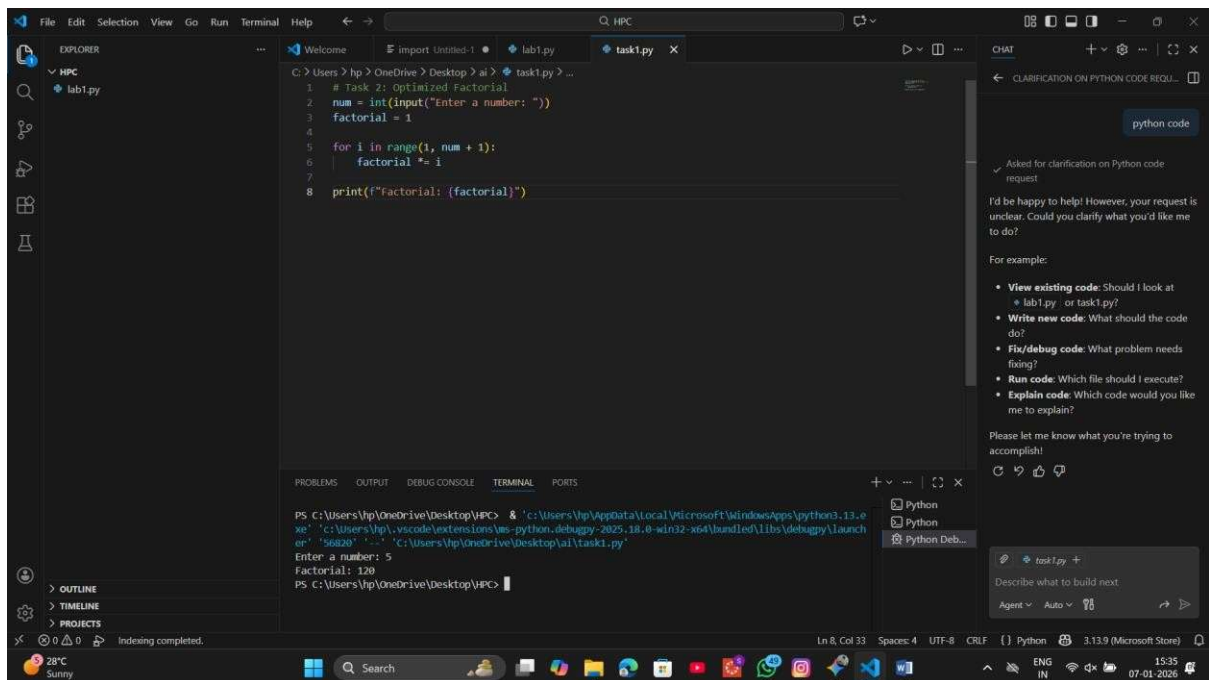 File Edit Selection View Go Run Terminal Help
HPC
EXPLORER
HPC
lab1.py
OUTLINE
TIMELINE
PROJECTS
Welcome
import Untitled-1
lab1.py
task1.py
C: > Users > hp > OneDrive > Desktop > ai > task1.py > ...
1 # Task 2: Optimized Factorial
2 num = int(input("Enter a number: "))
3 factorial = 1
4
5 for i in range(1, num + 1):
6 factorial *= i
7
8 print(f"Factorial: {factorial}")
PROBLEMS OUTPUT DEBUG CONSOLE TERMINAL PORTS
PS C:\Users\hp\OneDrive\Desktop\HPC> & 'c:\Users\hp\AppData\Local\Microsoft\WindowsApps\python3.13.e
xe' 'c:\Users\hp\.vscode\extensions\ms-python.debugpy-2025.18.0-win32-x64\bundled\libs\debugpy\launch
er' '56820' '--' 'C:\Users\hp\OneDrive\Desktop\ai\task1.py'
Enter a number: 5
Factorial: 120
PS C:\Users\hp\OneDrive\Desktop\HPC>
Python
Python
Python Deb...
CHAT
CLARIFICATION ON PYTHON CODE REQU...
python code
Asked for clarification on Python code
request
I'd be happy to help! However, your request is
unclear. Could you clarify what you'd like me
to do?
For example:
• View existing code: Should I look at
lab1.py or task1.py?
• Write new code: What should the code
do?
• Fix/debug code: What problem needs
fixing?
• Run code: Which file should I execute?
• Explain code: Which code would you like
me to explain?
Please let me know what you're trying to
accomplish!
task1.py
Describe what to build next
Agent Auto
0 0 Indexing completed.
Ln 8, Col 33 Spaces: 4 UTF-8 CRLF {} Python 3.13.9 (Microsoft Store)
28°C
Sunny
Search
49
ENG
IN
15:35
07-01-2026